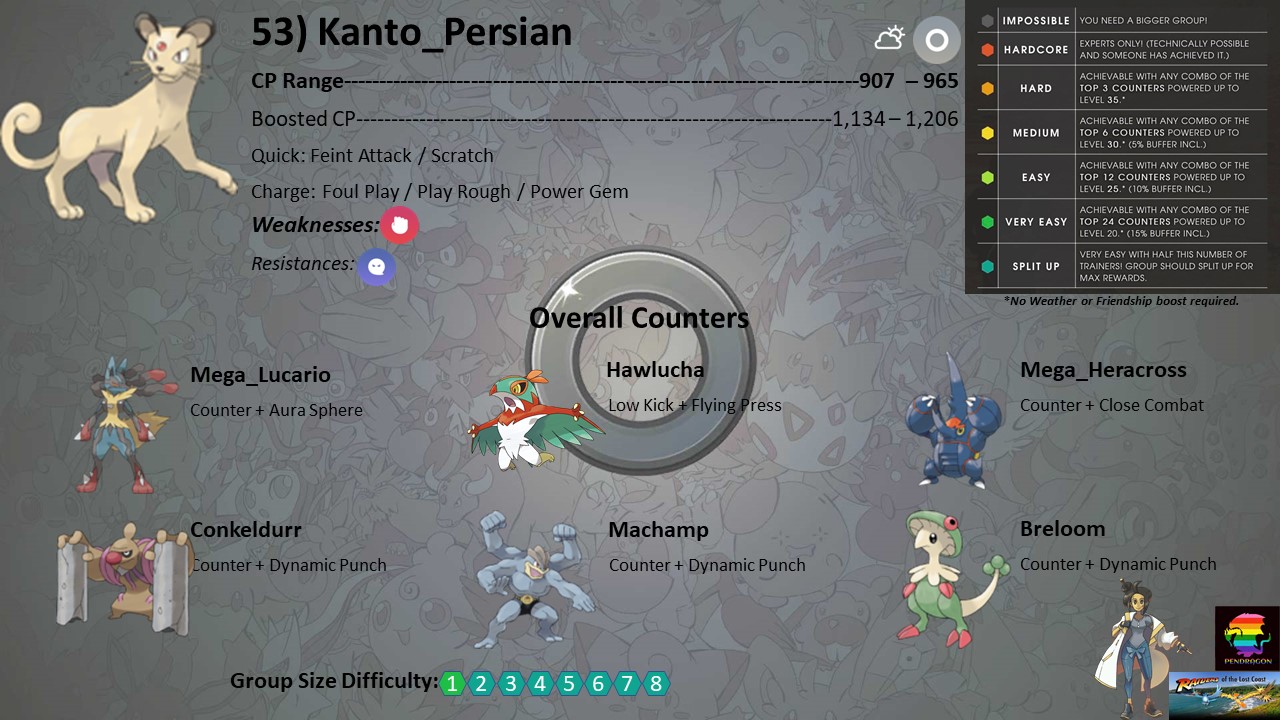 53) Kanto_Persian
CP Range-----------------------------------------------------------------------------907 – 965
Boosted CP-----------------------------------------------------------------------1,134 – 1,206
Quick: Feint Attack / Scratch
Charge: Foul Play / Play Rough / Power Gem
Weaknesses:
Resistances:
IMPOSSIBLE YOU NEED A BIGGER GROUP!
HARDCORE EXPERTS ONLY! (TECHNICALLY POSSIBLE
AND SOMEONE HAS ACHIEVED IT.)
HARD ACHIEVABLE WITH ANY COMBO OF THE
TOP 3 COUNTERS POWERED UP TO
LEVEL 35.*
MEDIUM ACHIEVABLE WITH ANY COMBO OF THE
TOP 6 COUNTERS POWERED UP TO
LEVEL 30.* (5% BUFFER INCL.)
EASY ACHIEVABLE WITH ANY COMBO OF THE
TOP 12 COUNTERS POWERED UP TO
LEVEL 25.* (10% BUFFER INCL.)
VERY EASY ACHIEVABLE WITH ANY COMBO OF THE
TOP 24 COUNTERS POWERED UP TO
LEVEL 20.* (15% BUFFER INCL.)
SPLIT UP VERY EASY WITH HALF THIS NUMBER OF
TRAINERS! GROUP SHOULD SPLIT UP FOR
MAX REWARDS.
*No Weather or Friendship boost required.
Overall Counters
Mega_Lucario
Counter + Aura Sphere
Hawlucha
Low Kick + Flying Press
Mega_Heracross
Counter + Close Combat
Conkeldurr
Counter + Dynamic Punch
Machamp
Counter + Dynamic Punch
Breloom
Counter + Dynamic Punch
Group Size Difficulty: 1 2 3 4 5 6 7 8
PENDRAGON
RAIDERS of the Lost Coast